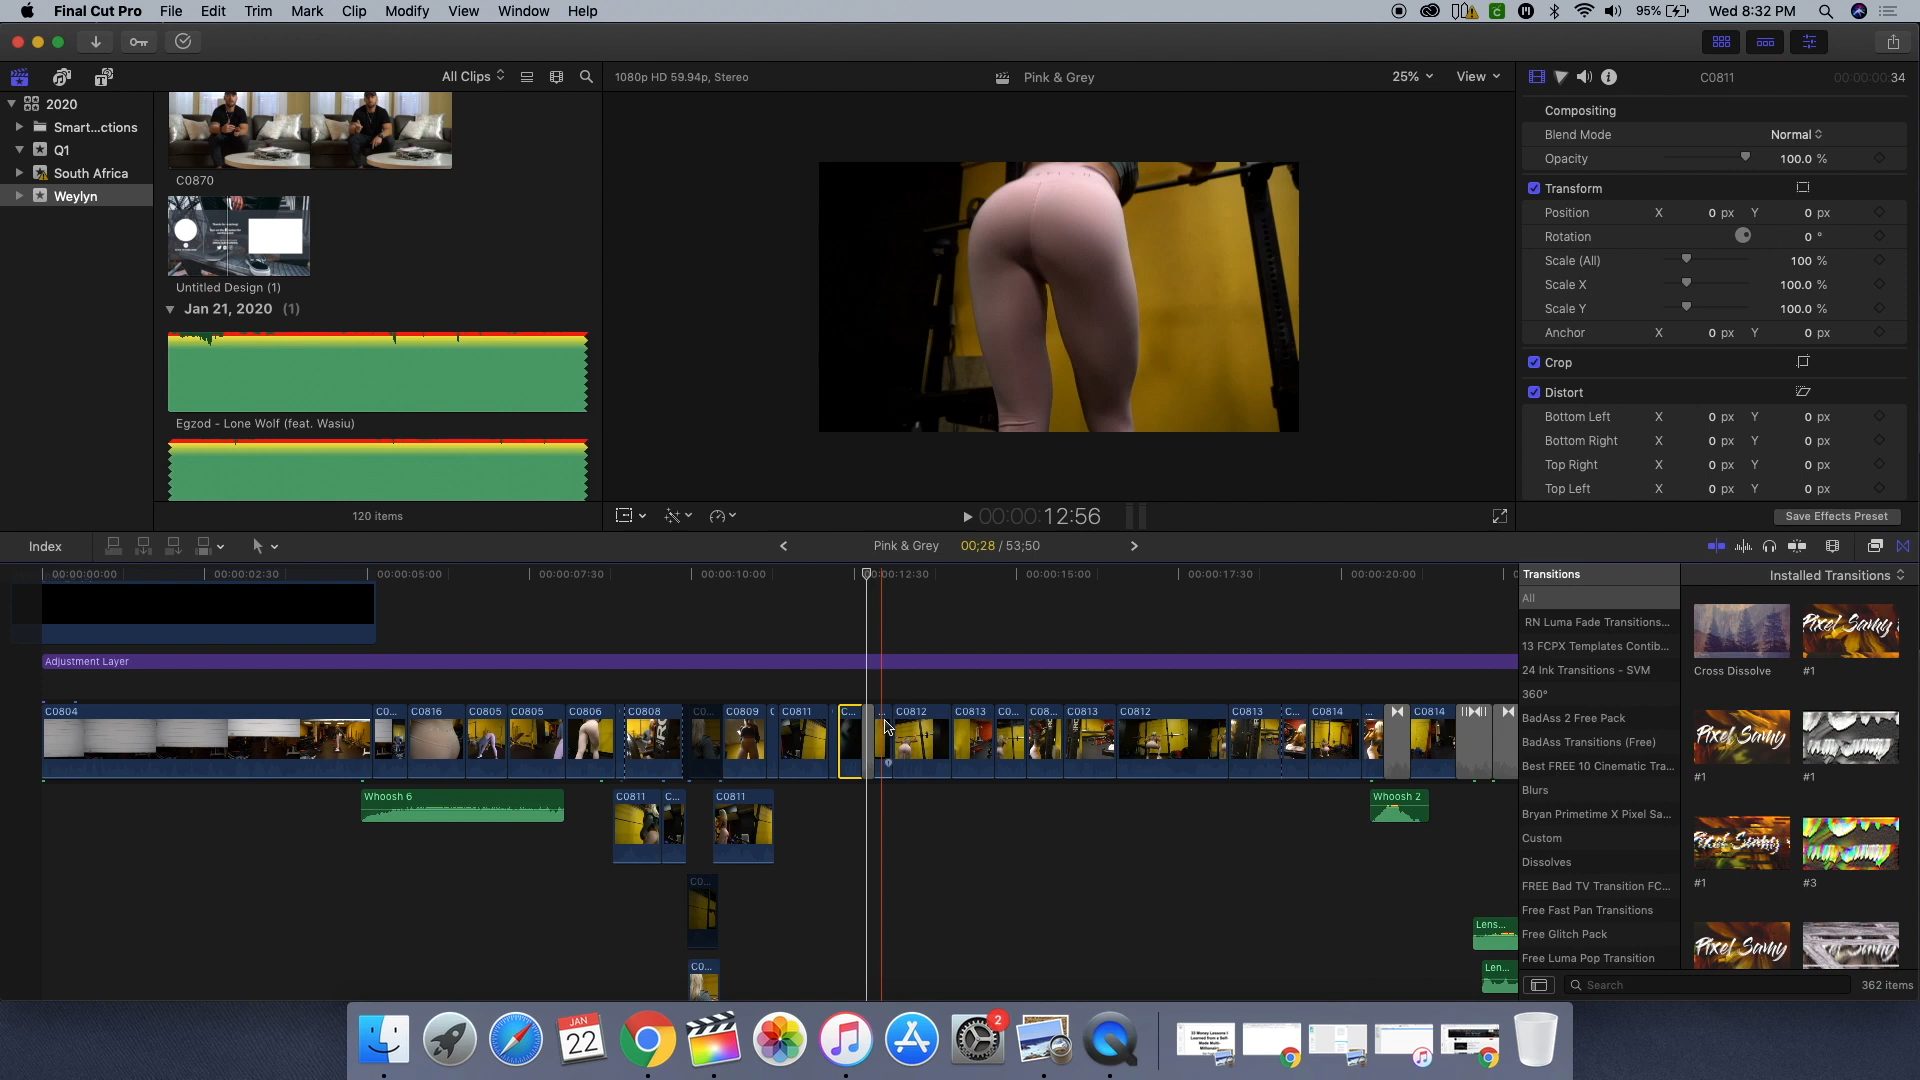 Final Cut Pro File Edit Trim Mark Clip Modify View Window Help
95% Wed 8:32 PM
All Clips
1080p HD 59.94p, Stereo
Pink & Grey
25% View
C0811
00:00:00:34
2020
Smart...ctions
Q1
South Africa
Weylyn
C0870
Untitled Design (1)
Jan 21, 2020 (1)
Egzod - Lone Wolf (feat. Wasiu)
120 items
00:00:00:12:56
Compositing
Blend Mode Normal
Opacity 100.0 %
Transform
Position X 0 px Y 0 px
Rotation 0 °
Scale (All) 100 %
Scale X 100.0 %
Scale Y 100.0 %
Anchor X 0 px Y 0 px
Crop
Distort
Bottom Left X 0 px Y 0 px
Bottom Right X 0 px Y 0 px
Top Right X 0 px Y 0 px
Top Left X 0 px Y 0 px
Save Effects Preset
Index
Pink & Grey 00;28 / 53;50
00:00:00:00 00:00:02:30 00:00:05:00 00:00:07:30 00:00:10:00 00:00:12:30 00:00:15:00 00:00:17:30 00:00:20:00
Adjustment Layer
C0804 C0... C0816 C0805 C0805 C0806 C0808 C0... C0809 C C0811 C... C0812 C0813 C0... C08... C0813 C0812 C0813 C0... C0814 ... C0814
Whoosh 6
C0811 C... C0811
Whoosh 2
C0...
C0...
Lens...
Len...
Transitions
Installed Transitions
All
RN Luma Fade Transitions...
13 FCPX Templates Contib...
24 Ink Transitions - SVM
360°
BadAss 2 Free Pack
BadAss Transitions (Free)
Best FREE 10 Cinematic Tra...
Blurs
Bryan Primetime X Pixel Sa...
Custom
Dissolves
FREE Bad TV Transition FC...
Free Fast Pan Transitions
Free Glitch Pack
Free Luma Pop Transition
Pixel Samy
Cross Dissolve #1
Pixel Samy
#1 #1
Pixel Samy
#1 #3
Pixel Samy
Search
362 items
JAN
22
2